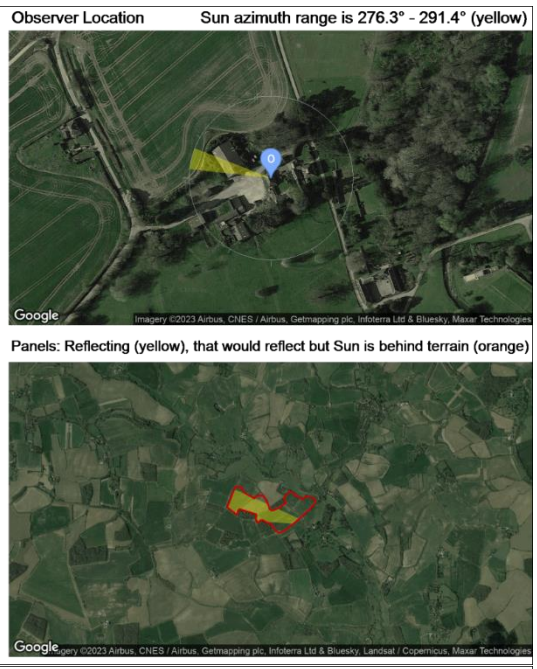 Observer Location Sun azimuth range is 276.3° - 291.4° (yellow)
O
Google
Imagery ©2023 Airbus, CNES / Airbus, Getmapping plc, Infoterra Ltd & Bluesky, Maxar Technologies
Panels: Reflecting (yellow), that would reflect but Sun is behind terrain (orange)
Google
agery ©2023 Airbus, CNES / Airbus, Getmapping plc, Infoterra Ltd & Bluesky, Landsat / Copernicus, Maxar Technologies